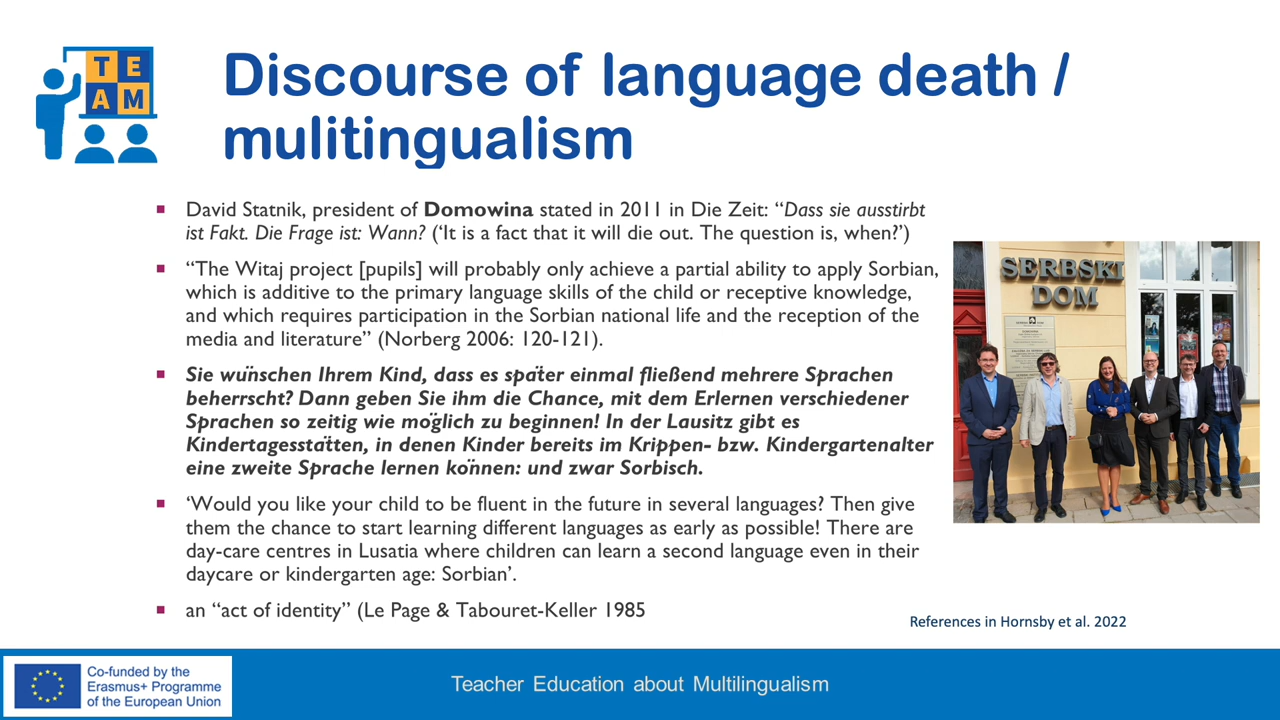 TE
AM
Discourse of language death /
mulitingualism
David Statnik, president of Domowina stated in 2011 in Die Zeit: “Dass sie ausstirbt
ist Fakt. Die Frage ist: Wann? (‘It is a fact that it will die out. The question is, when?’)
“The Witaj project [pupils] will probably only achieve a partial ability to apply Sorbian,
which is additive to the primary language skills of the child or receptive knowledge,
and which requires participation in the Sorbian national life and the reception of the
media and literature” (Norberg 2006: 120-121).
Sie wünschen Ihrem Kind, dass es später einmal fließend mehrere Sprachen
beherrscht? Dann geben Sie ihm die Chance, mit dem Erlernen verschiedener
Sprachen so zeitig wie möglich zu beginnen! In der Lausitz gibt es
Kindertagesstätten, in denen Kinder bereits im Krippen- bzw. Kindergartenalter
eine zweite Sprache lernen können: und zwar Sorbisch.
‘Would you like your child to be fluent in the future in several languages? Then give
them the chance to start learning different languages as early as possible! There are
day-care centres in Lusatia where children can learn a second language even in their
daycare or kindergarten age: Sorbian’.
an “act of identity” (Le Page & Tabouret-Keller 1985
SERBSKI
DOM
References in Hornsby et al. 2022
Co-funded by the
Erasmus+ Programme
of the European Union
Teacher Education about Multilingualism